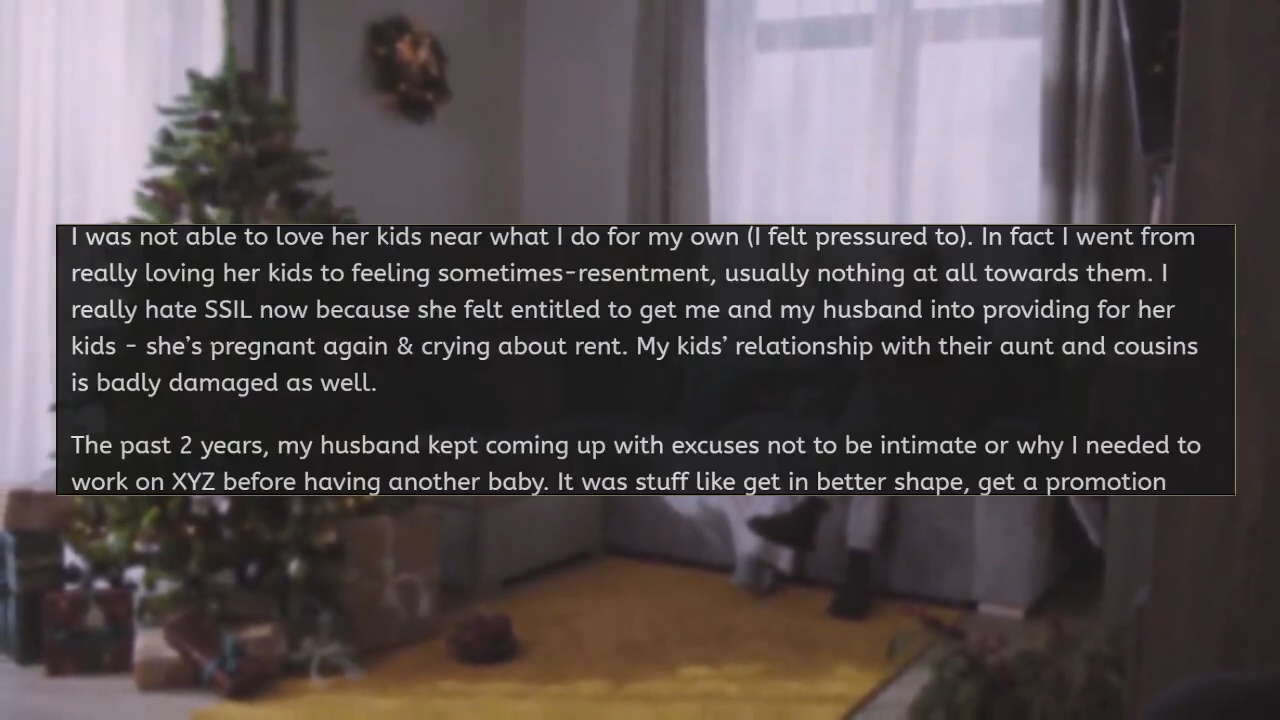 I was not able to love her kids near what I do for my own (I felt pressured to). In fact I went from
really loving her kids to feeling sometimes-resentment, usually nothing at all towards them. I
really hate SSIL now because she felt entitled to get me and my husband into providing for her
kids - she’s pregnant again & crying about rent. My kids’ relationship with their aunt and cousins
is badly damaged as well.
The past 2 years, my husband kept coming up with excuses not to be intimate or why I needed to
work on XYZ before having another baby. It was stuff like get in better shape, get a promotion